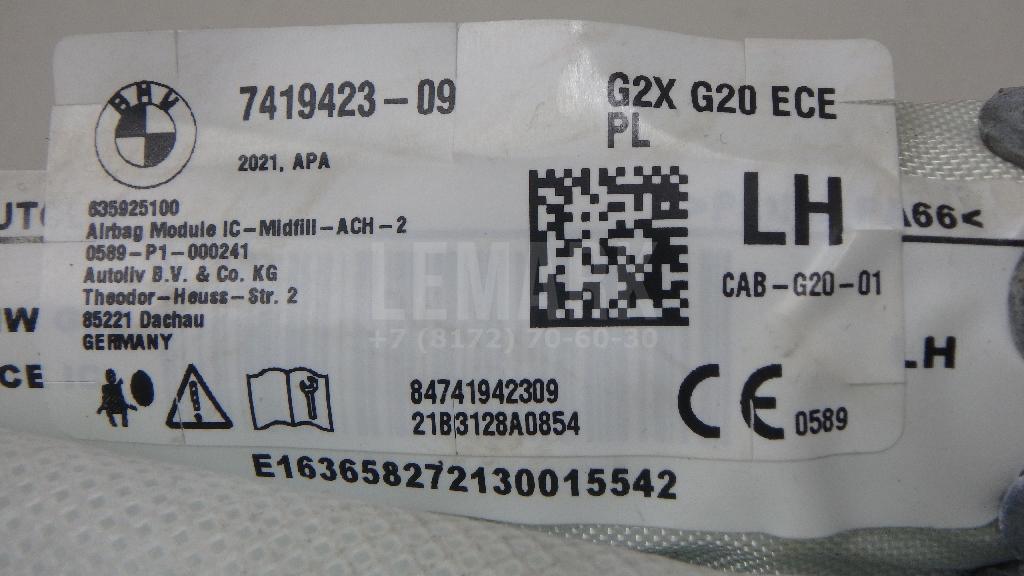 BMW
7419423-09
G2X G20 ECE
PL
2021, APA
635925100
Airbag Module IC-Midfill-ACH-2
0589-P1-000241
Autoliv B.V. & Co. KG
Theodor-Heuss-Str. 2
85221 Dachau
GERMANY
LH
CAB-G20-01
A66<
LEMARX
+7 (8172) 70-60-30
LH
84741942309
21B3128A0854
CE 0589
E163658272130015542